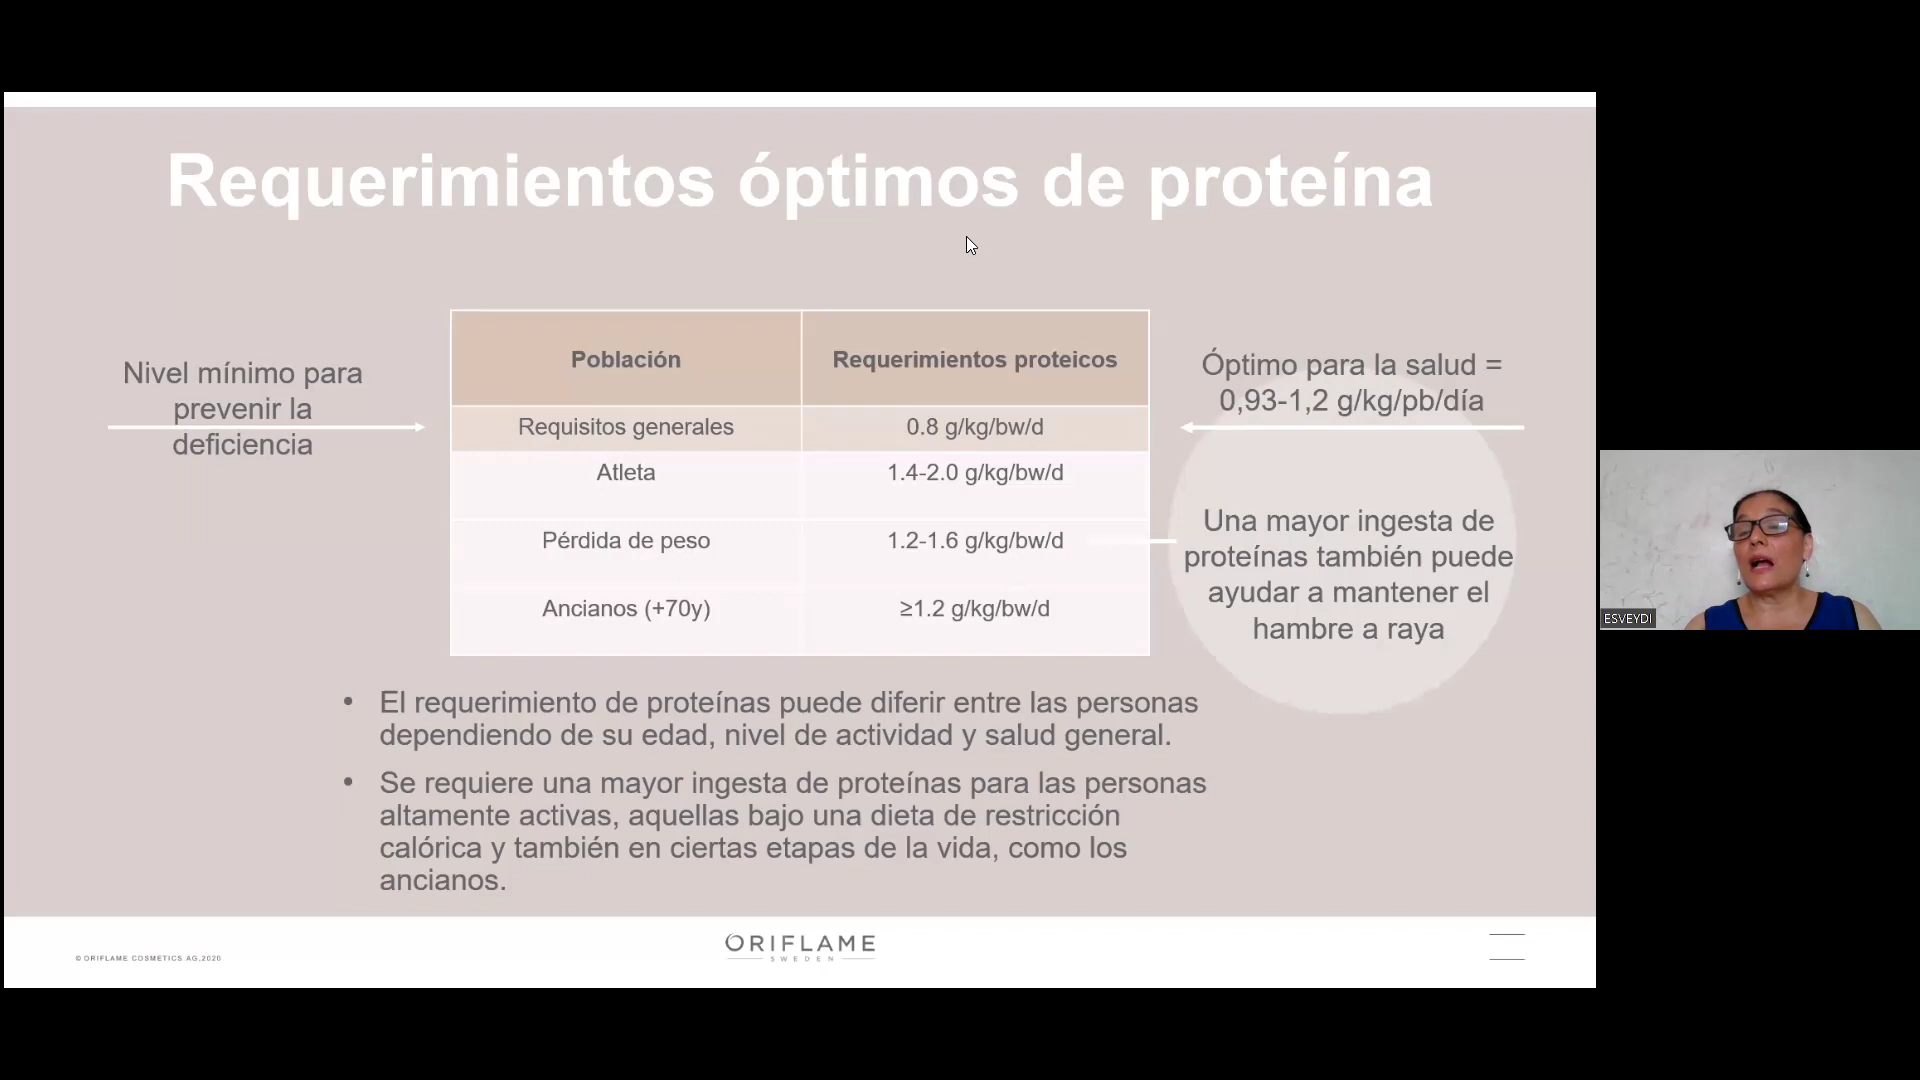 Requerimientos óptimos de proteína
Nivel mínimo para
prevenir la
deficiencia
Población Requerimientos proteicos
Requisitos generales 0.8 g/kg/bw/d
Atleta 1.4-2.0 g/kg/bw/d
Pérdida de peso 1.2-1.6 g/kg/bw/d
Ancianos (+70y) ≥1.2 g/kg/bw/d
Óptimo para la salud =
0,93-1,2 g/kg/pb/día
Una mayor ingesta de
proteínas también puede
ayudar a mantener el
hambre a raya
• El requerimiento de proteínas puede diferir entre las personas
dependiendo de su edad, nivel de actividad y salud general.
• Se requiere una mayor ingesta de proteínas para las personas
altamente activas, aquellas bajo una dieta de restricción
calórica y también en ciertas etapas de la vida, como los
ancianos.
© ORIFLAME COSMETICS AG,2020
ORIFLAME
SWEDEN
ESVEYDI